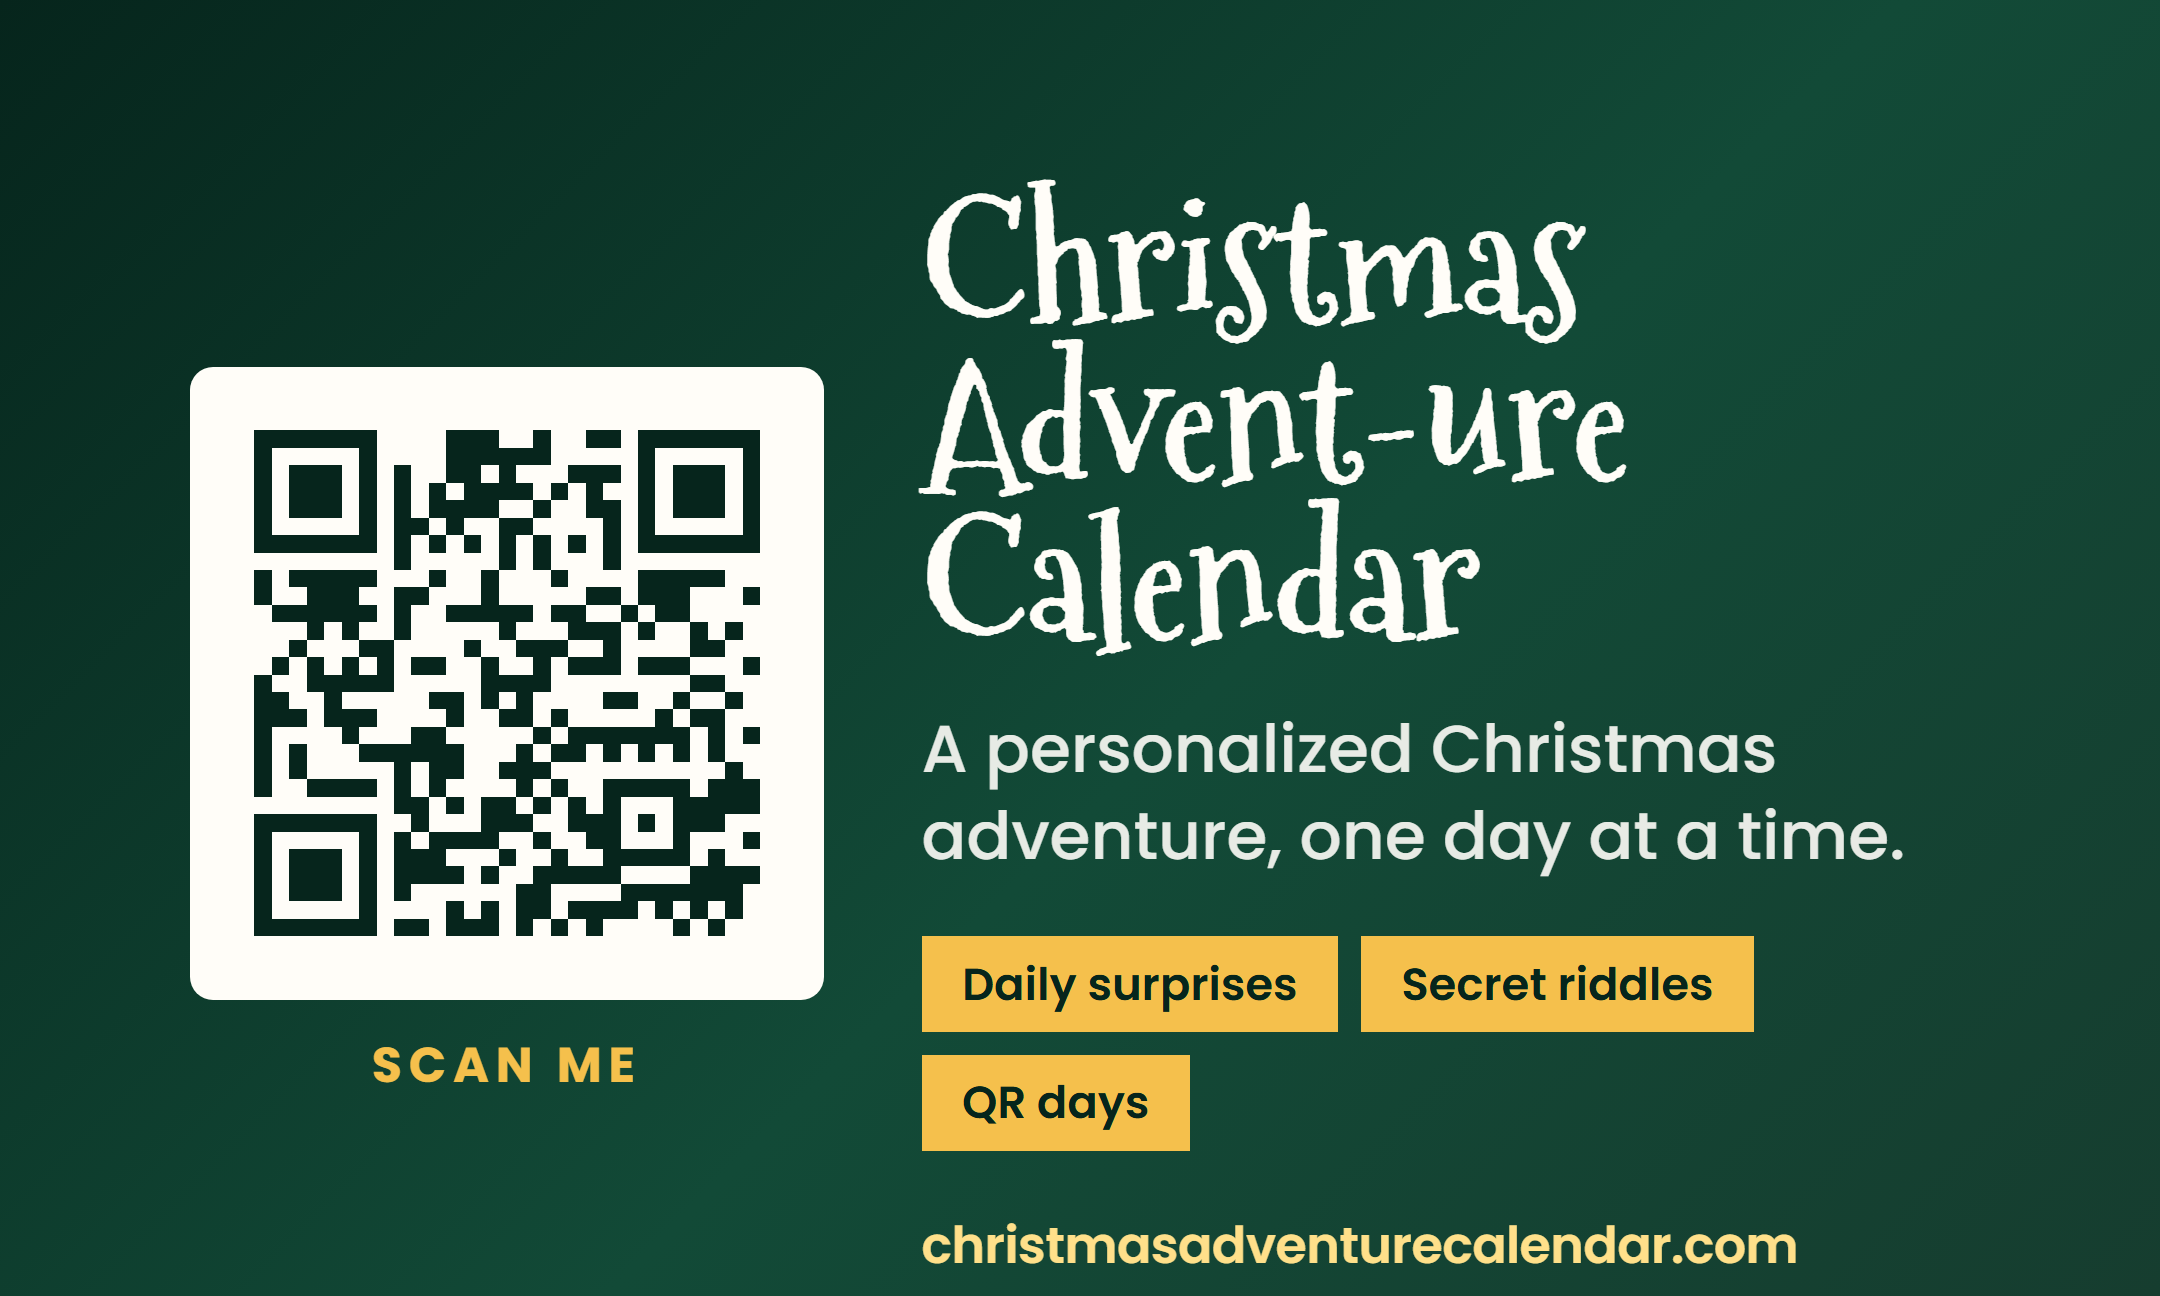 Christmas
Advent-ure
Calendar
A personalized Christmas
adventure, one day at a time.
Daily surprises
Secret riddles
QR days
christmasadventurecalendar.com
SCAN ME